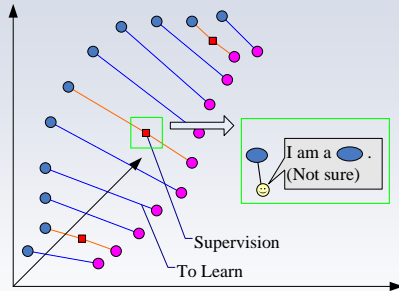 I am a .
(Not sure)
Supervision
To Learn